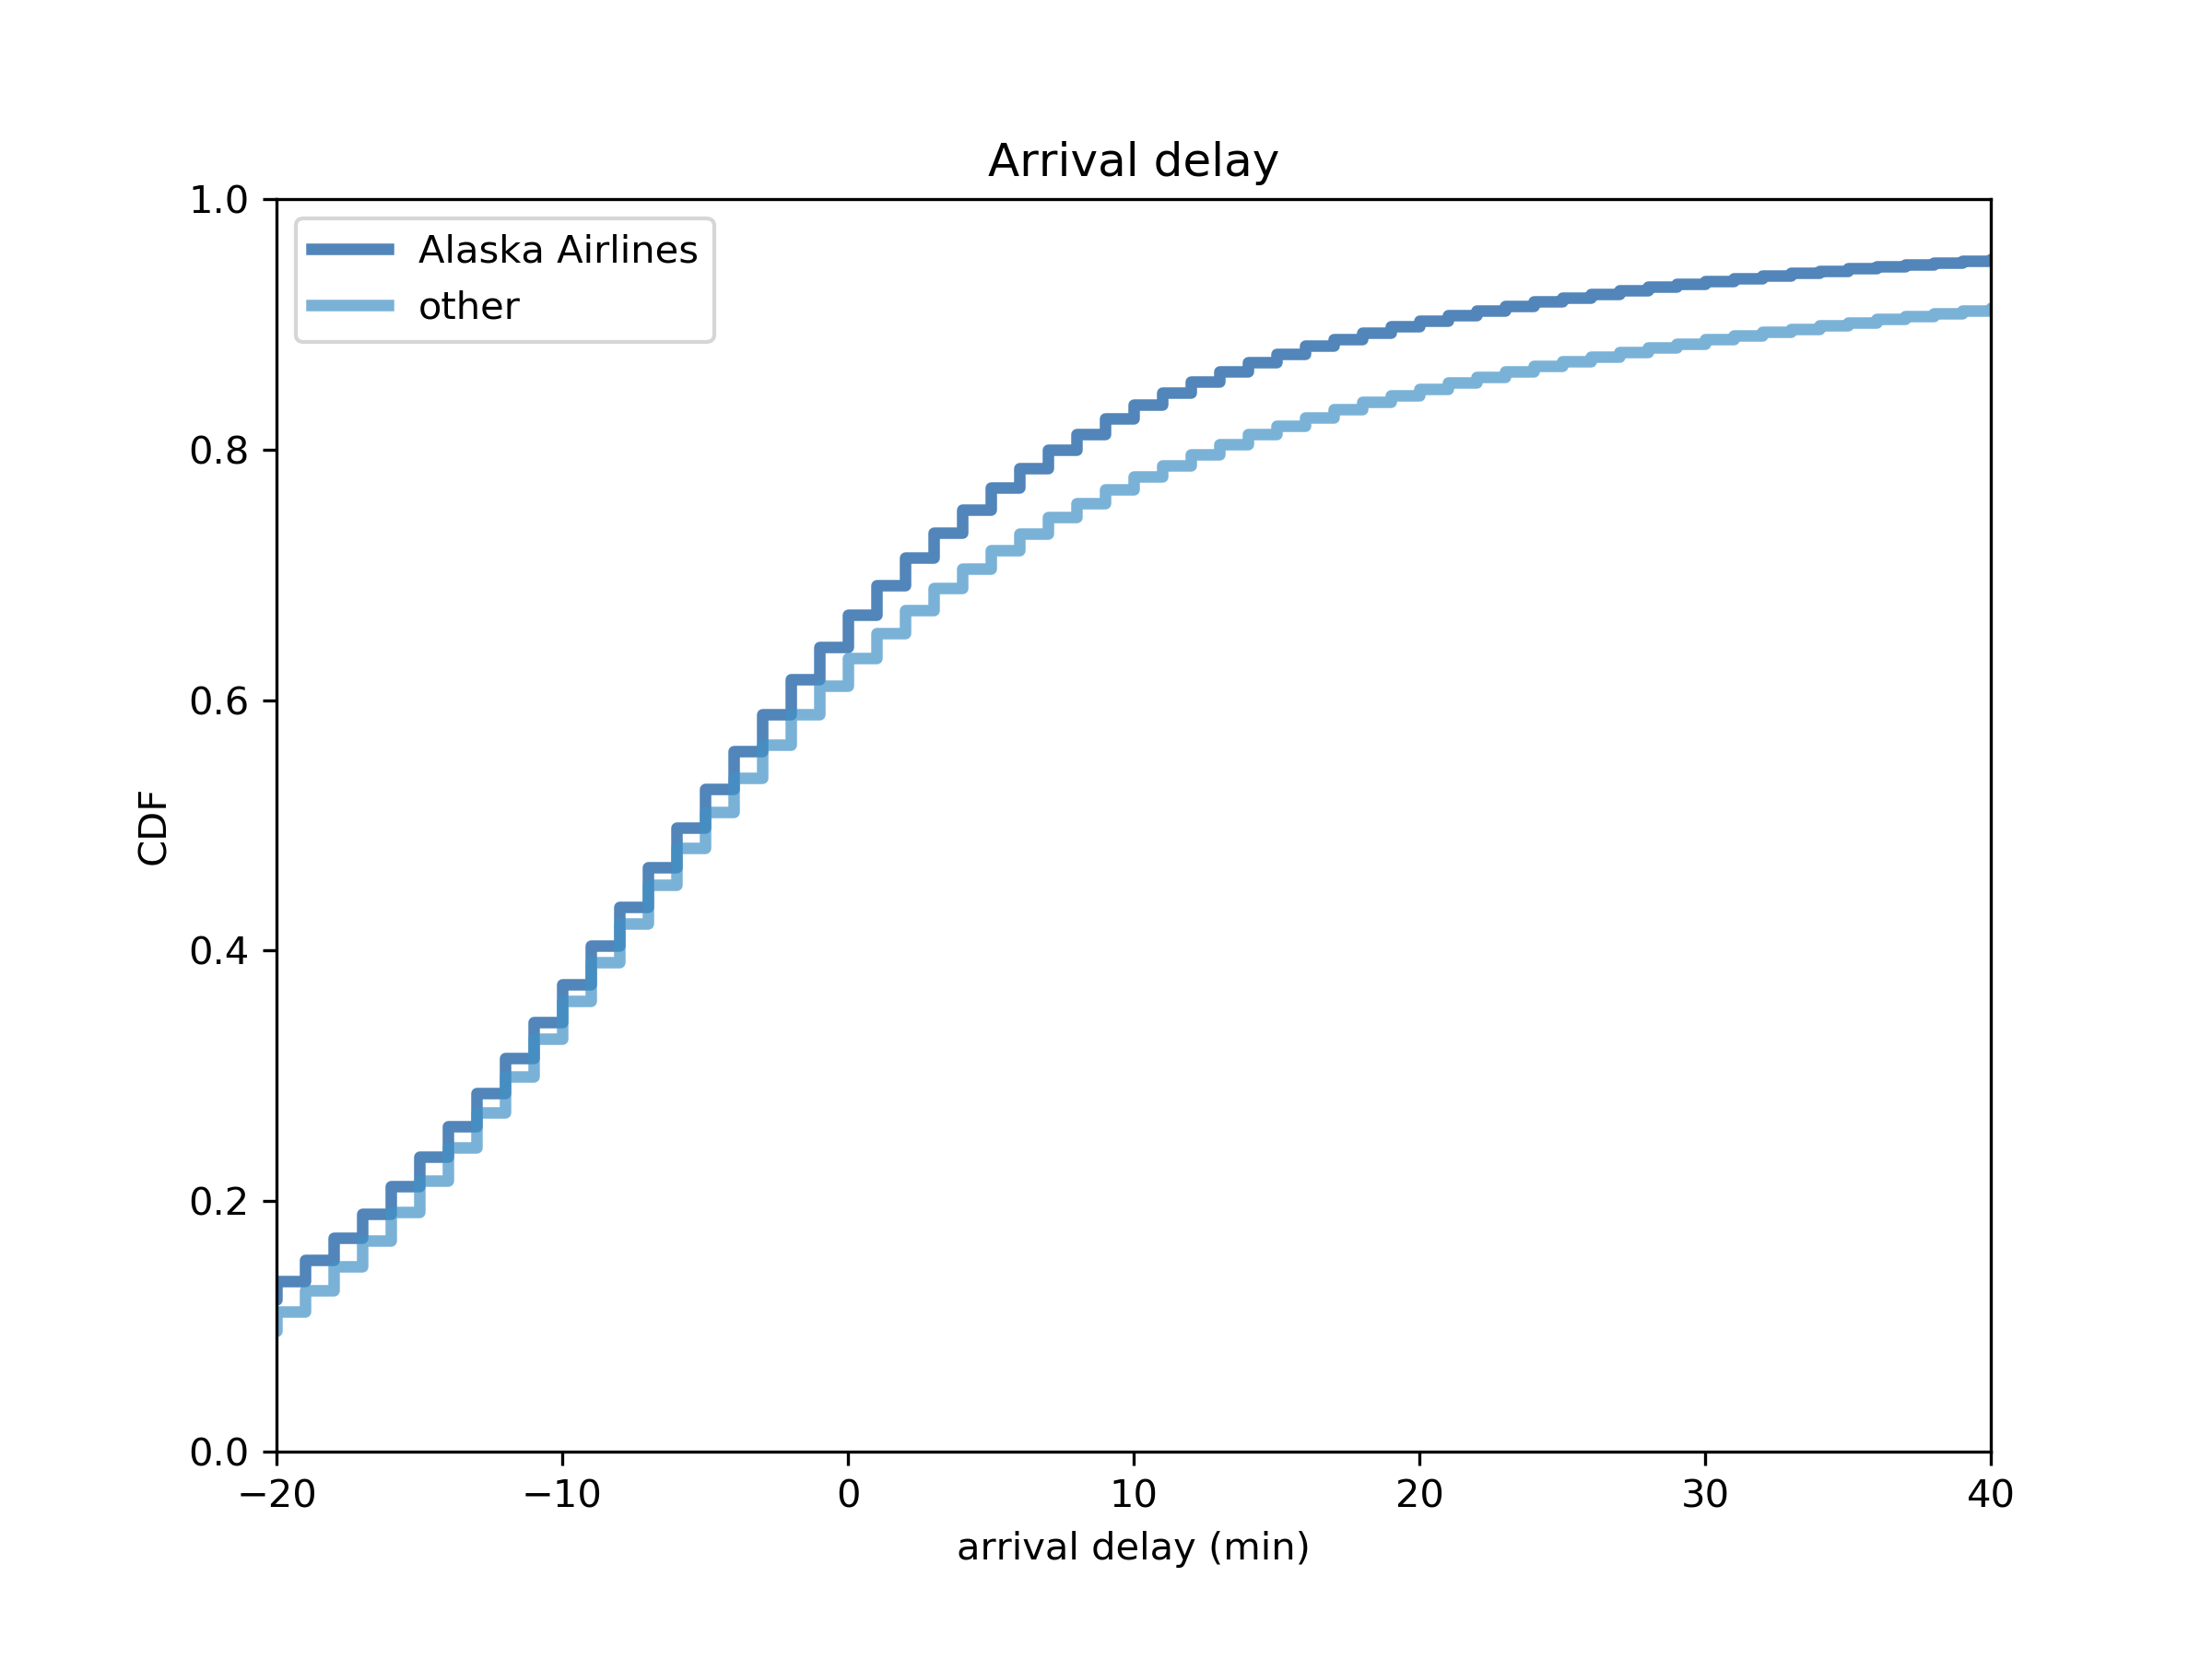 Arrival delay
1.0
Alaska Airlines
other
0.8
0.6
CDF
0.4
0.2
0.0
−20 −10 0 10 20 30 40
arrival delay (min)